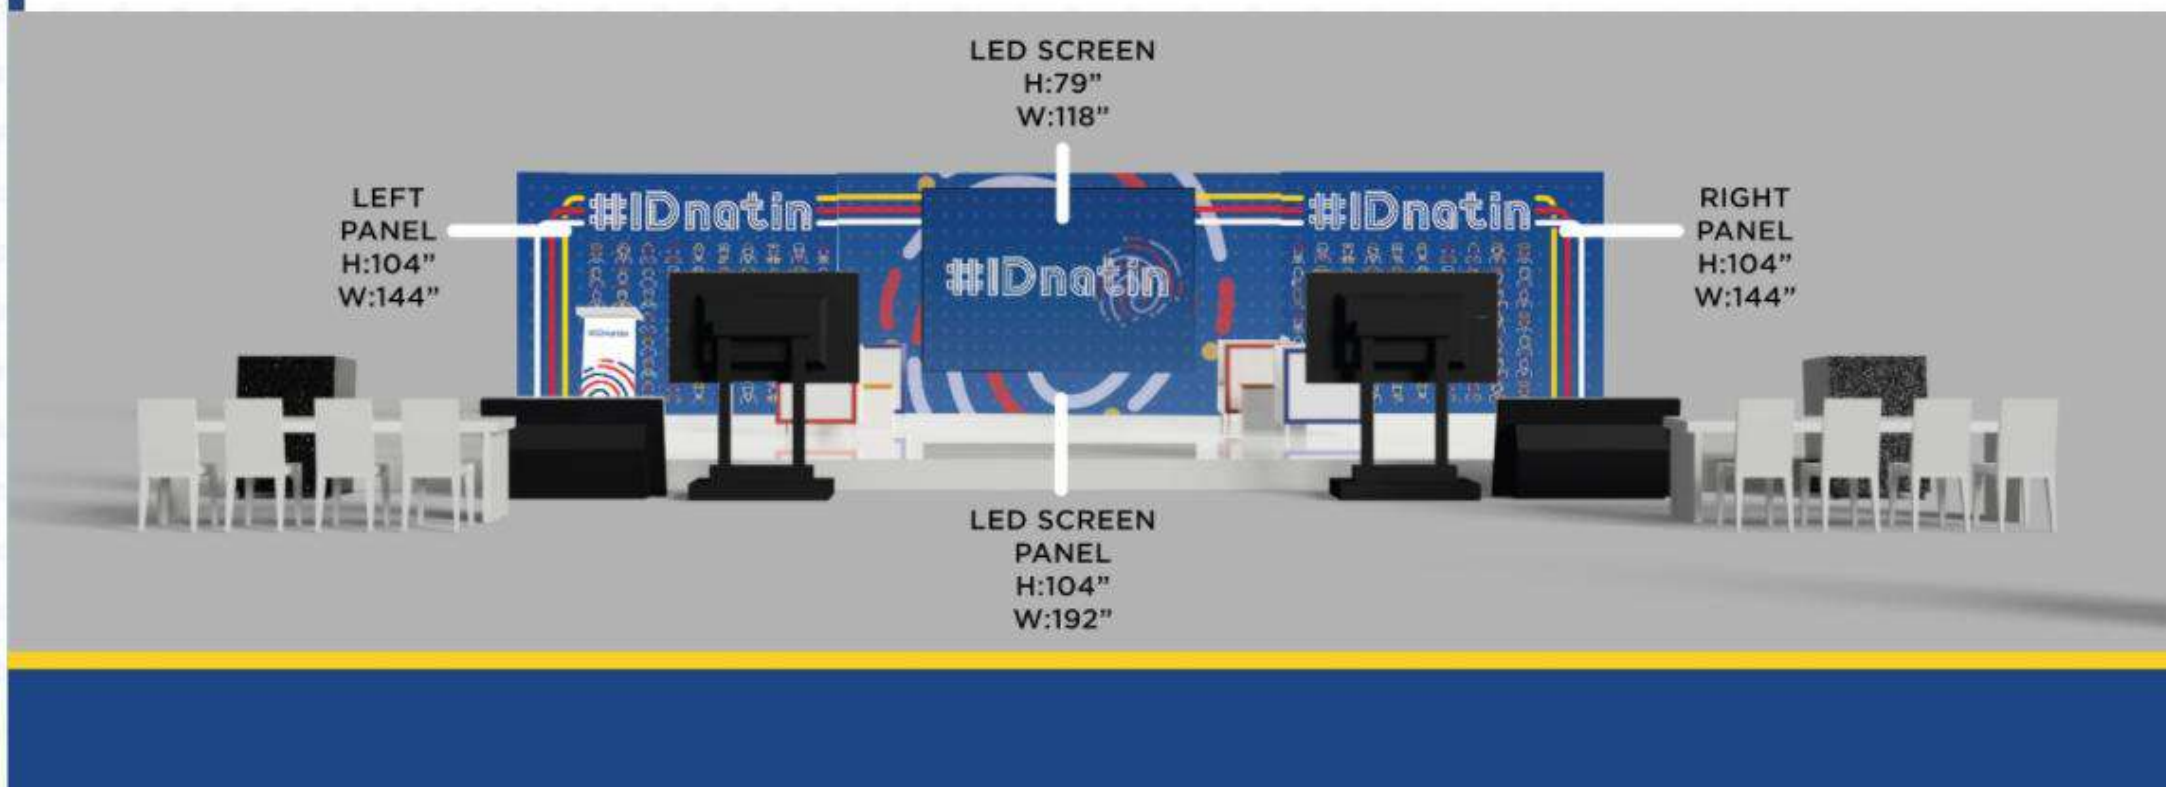 LED SCREEN
H:79”
W:118”
LEFT
PANEL
H:104”
W:144”
#IDnatin
#IDnatin
RIGHT
PANEL
H:104”
W:144”
#IDnatin
#IDnatin
LED SCREEN
PANEL
H:104”
W:192”